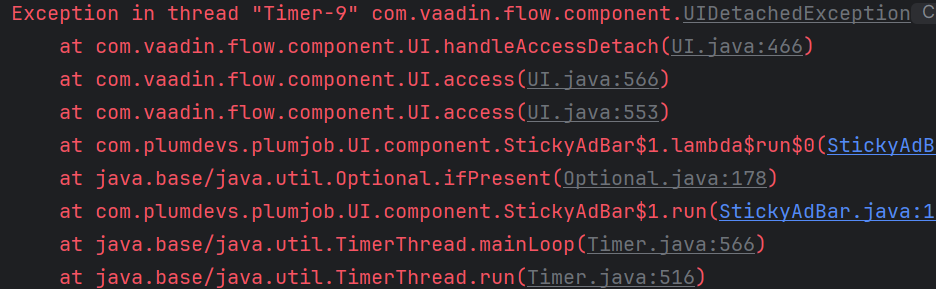 Exception in thread "Timer-9" com.vaadin.flow.component.UIDetachedException C
at com.vaadin.flow.component.UI.handleAccessDetach(UI.java:466)
at com.vaadin.flow.component.UI.access(UI.java:566)
at com.vaadin.flow.component.UI.access(UI.java:553)
at com.plumdevs.plumjob.UI.component.StickyAdBar$1.lambda$run$0(StickyAdB
at java.base/java.util.Optional.ifPresent(Optional.java:178)
at com.plumdevs.plumjob.UI.component.StickyAdBar$1.run(StickyAdBar.java:1
at java.base/java.util.TimerThread.mainLoop(Timer.java:566)
at java.base/java.util.TimerThread.run(Timer.java:516)